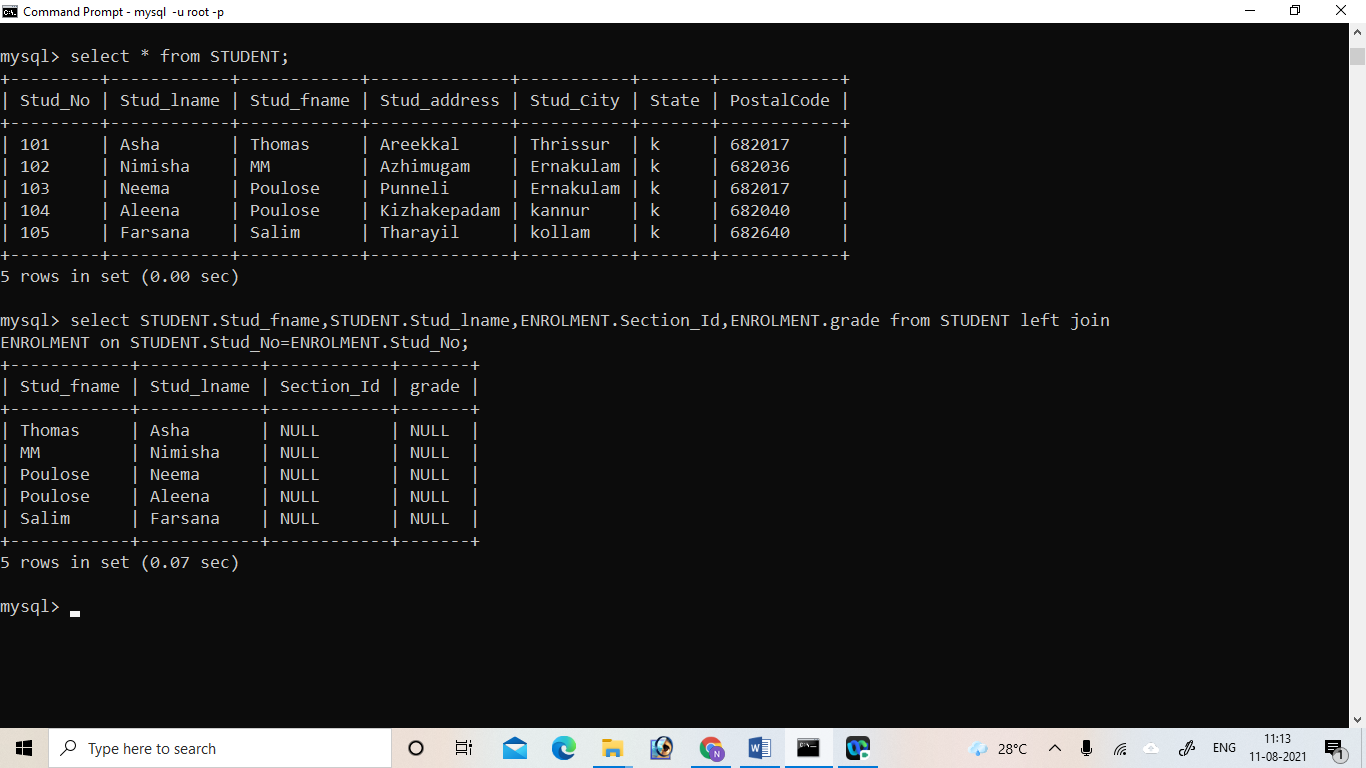 Command Prompt - mysql -u root -p
mysql> select * from STUDENT;
+---------+------------+-------------+--------------+-----------+-------+------------+
| Stud_No | Stud_lname | Stud_fname | Stud_address | Stud_City | State | PostalCode |
+---------+------------+-------------+--------------+-----------+-------+------------+
| 101 | Asha | Thomas | Areekkal | Thrissur | k | 682017 |
| 102 | Nimisha | MM | Azhimugam | Ernakulam | k | 682036 |
| 103 | Neema | Poulose | Punneli | Ernakulam | k | 682017 |
| 104 | Aleena | Poulose | Kizhakepadam | kannur | k | 682040 |
| 105 | Farsana | Salim | Tharayil | kollam | k | 682640 |
+---------+------------+-------------+--------------+-----------+-------+------------+
5 rows in set (0.00 sec)
mysql> select STUDENT.Stud_fname,STUDENT.Stud_lname,ENROLMENT.Section_Id,ENROLMENT.grade from STUDENT left join
ENROLMENT on STUDENT.Stud_No=ENROLMENT.Stud_No;
+------------+------------+------------+-------+
| Stud_fname | Stud_lname | Section_Id | grade |
+------------+------------+------------+-------+
| Thomas | Asha | NULL | NULL |
| MM | Nimisha | NULL | NULL |
| Poulose | Neema | NULL | NULL |
| Poulose | Aleena | NULL | NULL |
| Salim | Farsana | NULL | NULL |
+------------+------------+------------+-------+
5 rows in set (0.07 sec)
mysql>
Type here to search
28°C
ENG
11:13
11-08-2021
1